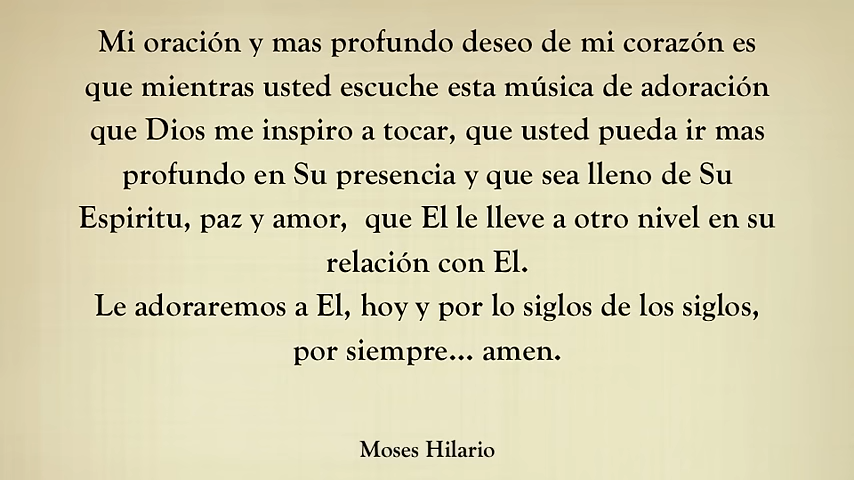 Mi oración y mas profundo deseo de mi corazón es
que mientras usted escuche esta música de adoración
que Dios me inspiro a tocar, que usted pueda ir mas
profundo en Su presencia y que sea lleno de Su
Espiritu, paz y amor,  que El le lleve a otro nivel en su
relación con El.
Le adoraremos a El, hoy y por lo siglos de los siglos,
por siempre... amen.
Moses Hilario